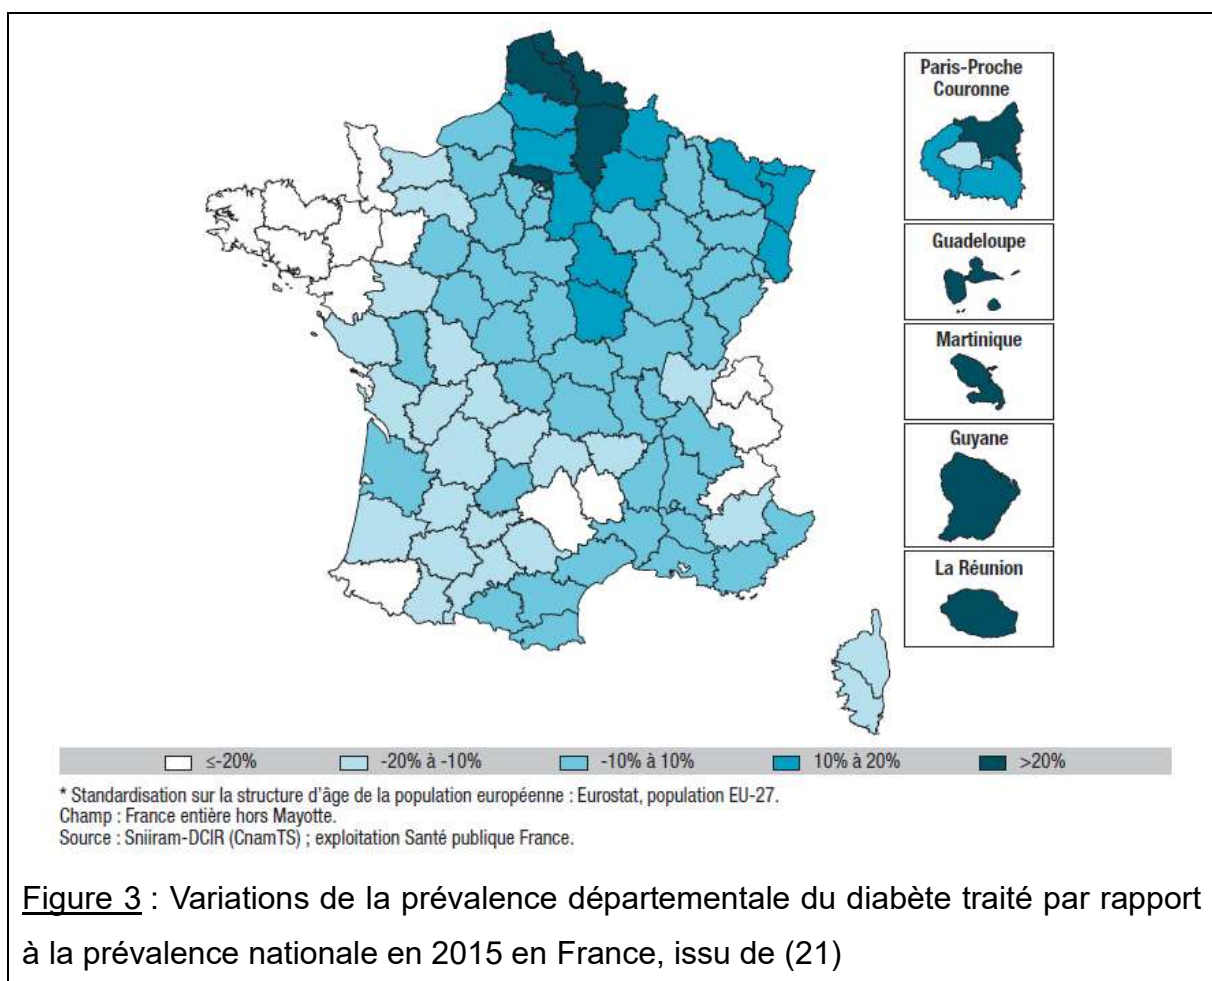 Paris-Proche
Couronne
Guadeloupe
Martinique
Guyane
La Réunion
≤-20%
-20% à -10%
-10% à 10%
10% à 20%
>20%
* Standardisation sur la structure d'âge de la population européenne : Eurostat, population EU-27.
Champ : France entière hors Mayotte.
Source : Sniiram-DCIR (CnamTS) ; exploitation Santé publique France.
Figure 3 : Variations de la prévalence départementale du diabète traité par rapport
à la prévalence nationale en 2015 en France, issu de (21)